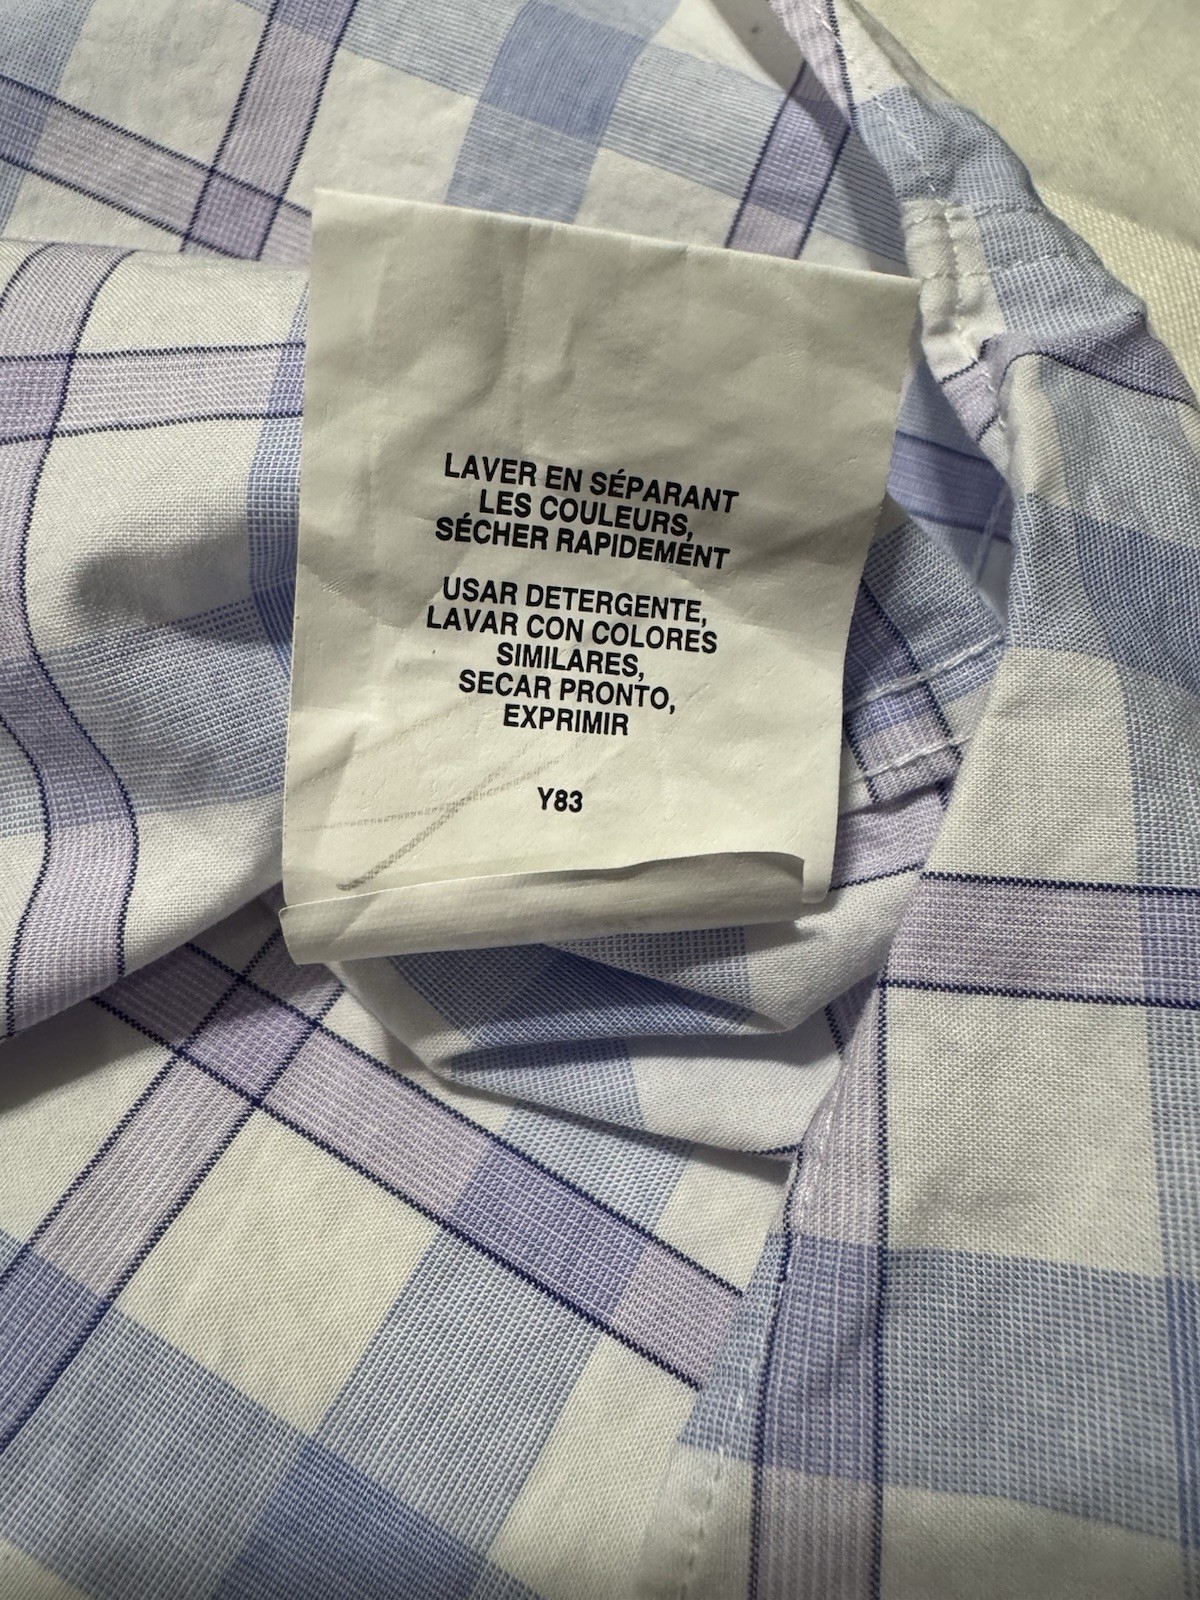 LAVER EN SÉPARANT
LES COULEURS,
SÉCHER RAPIDEMENT
USAR DETERGENTE,
LAVAR CON COLORES
SIMILARES,
SECAR PRONTO,
EXPRIMIR
Y83